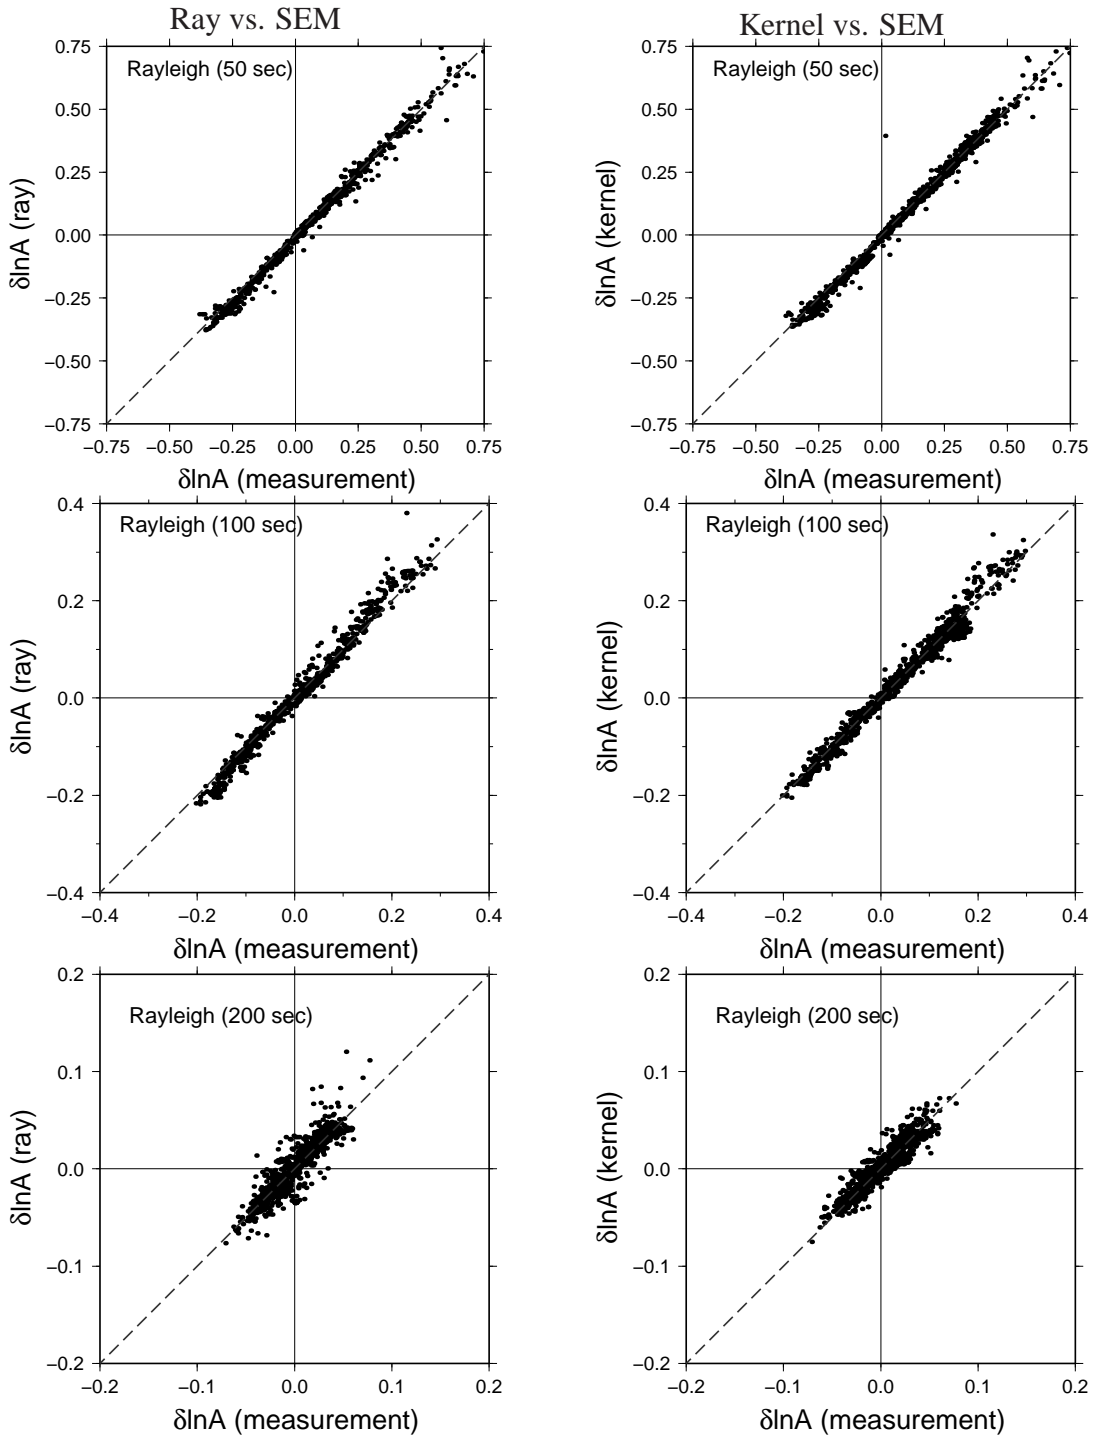 Ray vs. SEM
Kernel vs. SEM
Rayleigh (50 sec)
0.75
0.50
0.25
0.00
−0.25
−0.50
−0.75
δlnA (ray)
−0.75 −0.50 −0.25 0.00 0.25 0.50 0.75
δlnA (measurement)
Rayleigh (50 sec)
0.75
0.50
0.25
0.00
−0.25
−0.50
−0.75
δlnA (kernel)
−0.75 −0.50 −0.25 0.00 0.25 0.50 0.75
δlnA (measurement)
Rayleigh (100 sec)
0.4
0.2
0.0
−0.2
−0.4
δlnA (ray)
−0.4 −0.2 0.0 0.2 0.4
δlnA (measurement)
Rayleigh (100 sec)
0.4
0.2
0.0
−0.2
−0.4
δlnA (kernel)
−0.4 −0.2 0.0 0.2 0.4
δlnA (measurement)
Rayleigh (200 sec)
0.2
0.1
0.0
−0.1
−0.2
δlnA (ray)
−0.2 −0.1 0.0 0.1 0.2
δlnA (measurement)
Rayleigh (200 sec)
0.2
0.1
0.0
−0.1
−0.2
δlnA (kernel)
−0.2 −0.1 0.0 0.1 0.2
δlnA (measurement)